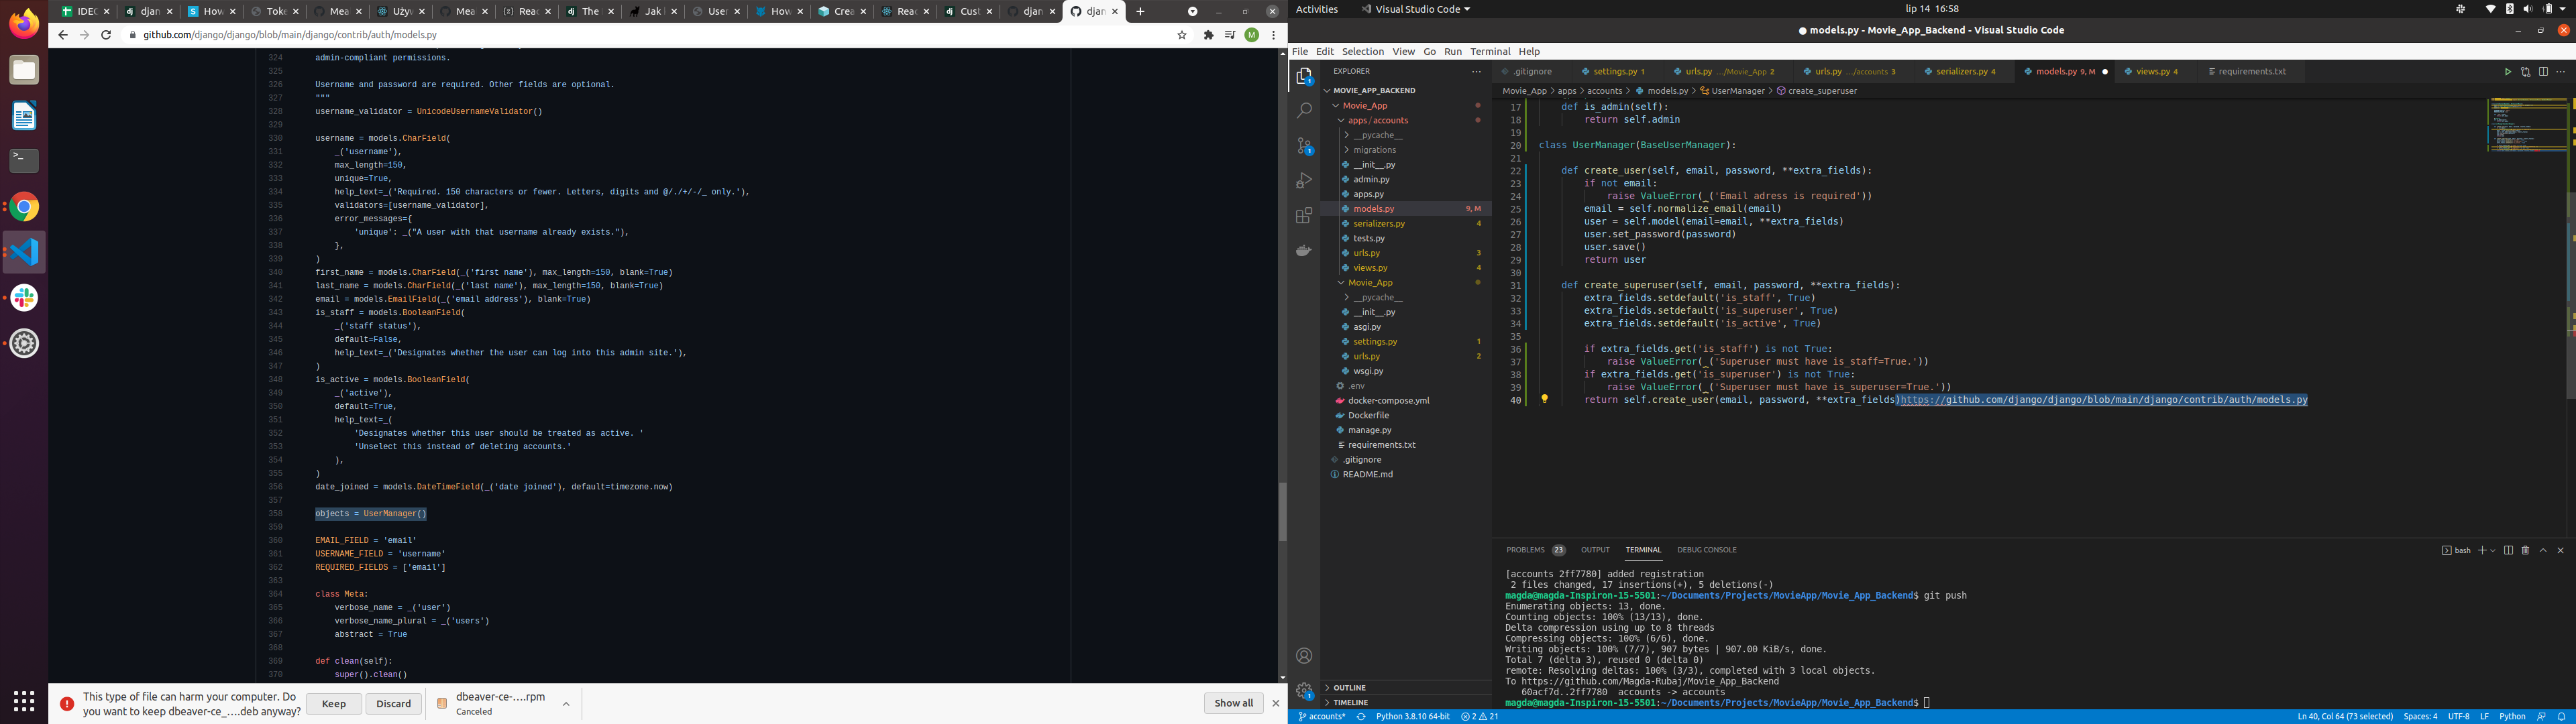 IDEC
djan
How
Toke
Mea
Używ
Mea
Reac
The
Jak i
User
How
Crea
Reac
Cust
djan
djan
github.com/django/django/blob/main/django/contrib/auth/models.py
M
324 admin-compliant permissions.
325
326 Username and password are required. Other fields are optional.
327 """
328 username_validator = UnicodeUsernameValidator()
329
330 username = models.CharField(
331 _('username'),
332 max_length=150,
333 unique=True,
334 help_text=_('Required. 150 characters or fewer. Letters, digits and @/./+/-/_ only.'),
335 validators=[username_validator],
336 error_messages={
337 'unique': _("A user with that username already exists."),
338 },
339 )
340 first_name = models.CharField(_('first name'), max_length=150, blank=True)
341 last_name = models.CharField(_('last name'), max_length=150, blank=True)
342 email = models.EmailField(_('email address'), blank=True)
343 is_staff = models.BooleanField(
344 _('staff status'),
345 default=False,
346 help_text=_('Designates whether the user can log into this admin site.'),
347 )
348 is_active = models.BooleanField(
349 _('active'),
350 default=True,
351 help_text=_(
352 'Designates whether this user should be treated as active. '
353 'Unselect this instead of deleting accounts.'
354 ),
355 )
356 date_joined = models.DateTimeField(_('date joined'), default=timezone.now)
357
358 objects = UserManager()
359
360 EMAIL_FIELD = 'email'
361 USERNAME_FIELD = 'username'
362 REQUIRED_FIELDS = ['email']
363
364 class Meta:
365 verbose_name = _('user')
366 verbose_name_plural = _('users')
367 abstract = True
368
369 def clean(self):
370 super().clean()
This type of file can harm your computer. Do
you want to keep dbeaver-ce_....deb anyway?
Keep
Discard
dbeaver-ce-....rpm
Canceled
Show all
Activities
Visual Studio Code
lip 14 16:58
● models.py - Movie_App_Backend - Visual Studio Code
File Edit Selection View Go Run Terminal Help
EXPLORER
MOVIE_APP_BACKEND
Movie_App
apps / accounts
__pycache__
migrations
__init__.py
admin.py
apps.py
models.py 9, M
serializers.py 4
tests.py
urls.py 3
views.py 4
Movie_App
__pycache__
__init__.py
asgi.py
settings.py 1
urls.py 2
wsgi.py
.env
docker-compose.yml
Dockerfile
manage.py
requirements.txt
.gitignore
README.md
OUTLINE
TIMELINE
.gitignore
settings.py 1
urls.py .../Movie_App 2
urls.py .../accounts 3
serializers.py 4
models.py 9, M
views.py 4
requirements.txt
Movie_App > apps > accounts > models.py > UserManager > create_superuser
17 def is_admin(self):
18 return self.admin
19
20 class UserManager(BaseUserManager):
21
22 def create_user(self, email, password, **extra_fields):
23 if not email:
24 raise ValueError(_('Email adress is required'))
25 email = self.normalize_email(email)
26 user = self.model(email=email, **extra_fields)
27 user.set_password(password)
28 user.save()
29 return user
30
31 def create_superuser(self, email, password, **extra_fields):
32 extra_fields.setdefault('is_staff', True)
33 extra_fields.setdefault('is_superuser', True)
34 extra_fields.setdefault('is_active', True)
35
36 if extra_fields.get('is_staff') is not True:
37 raise ValueError(_('Superuser must have is_staff=True.'))
38 if extra_fields.get('is_superuser') is not True:
39 raise ValueError(_('Superuser must have is_superuser=True.'))
40 return self.create_user(email, password, **extra_fields)https://github.com/django/django/blob/main/django/contrib/auth/models.py
PROBLEMS 23 OUTPUT TERMINAL DEBUG CONSOLE
bash
[accounts 2ff7780] added registration
2 files changed, 17 insertions(+), 5 deletions(-)
magda@magda-Inspiron-15-5501:~/Documents/Projects/MovieApp/Movie_App_Backend$ git push
Enumerating objects: 13, done.
Counting objects: 100% (13/13), done.
Delta compression using up to 8 threads
Compressing objects: 100% (6/6), done.
Writing objects: 100% (7/7), 907 bytes | 907.00 KiB/s, done.
Total 7 (delta 3), reused 0 (delta 0)
remote: Resolving deltas: 100% (3/3), completed with 3 local objects.
To https://github.com/Magda-Rubaj/Movie_App_Backend
60acf7d..2ff7780 accounts -> accounts
magda@magda-Inspiron-15-5501:~/Documents/Projects/MovieApp/Movie_App_Backend$
accounts*
Python 3.8.10 64-bit
2 21
Ln 40, Col 64 (73 selected)
Spaces: 4
UTF-8
LF
Python